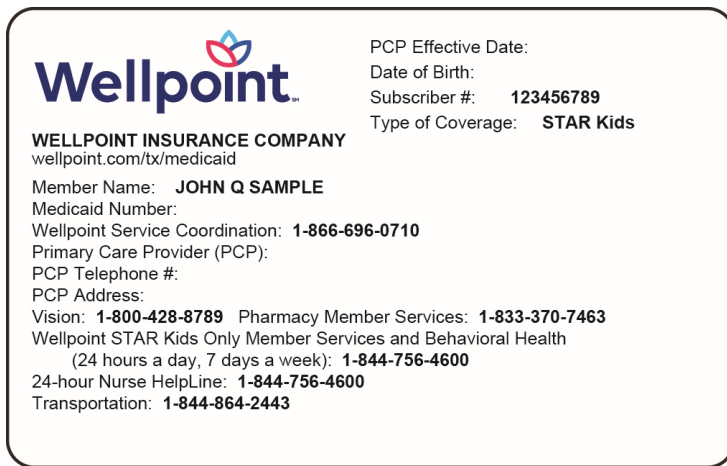 Wellpoint SM
WELLPOINT INSURANCE COMPANY
wellpoint.com/tx/medicaid
PCP Effective Date:
Date of Birth:
Subscriber #: 123456789
Type of Coverage: STAR Kids
Member Name: JOHN Q SAMPLE
Medicaid Number:
Wellpoint Service Coordination: 1-866-696-0710
Primary Care Provider (PCP):
PCP Telephone #:
PCP Address:
Vision: 1-800-428-8789 Pharmacy Member Services: 1-833-370-7463
Wellpoint STAR Kids Only Member Services and Behavioral Health
(24 hours a day, 7 days a week): 1-844-756-4600
24-hour Nurse HelpLine: 1-844-756-4600
Transportation: 1-844-864-2443